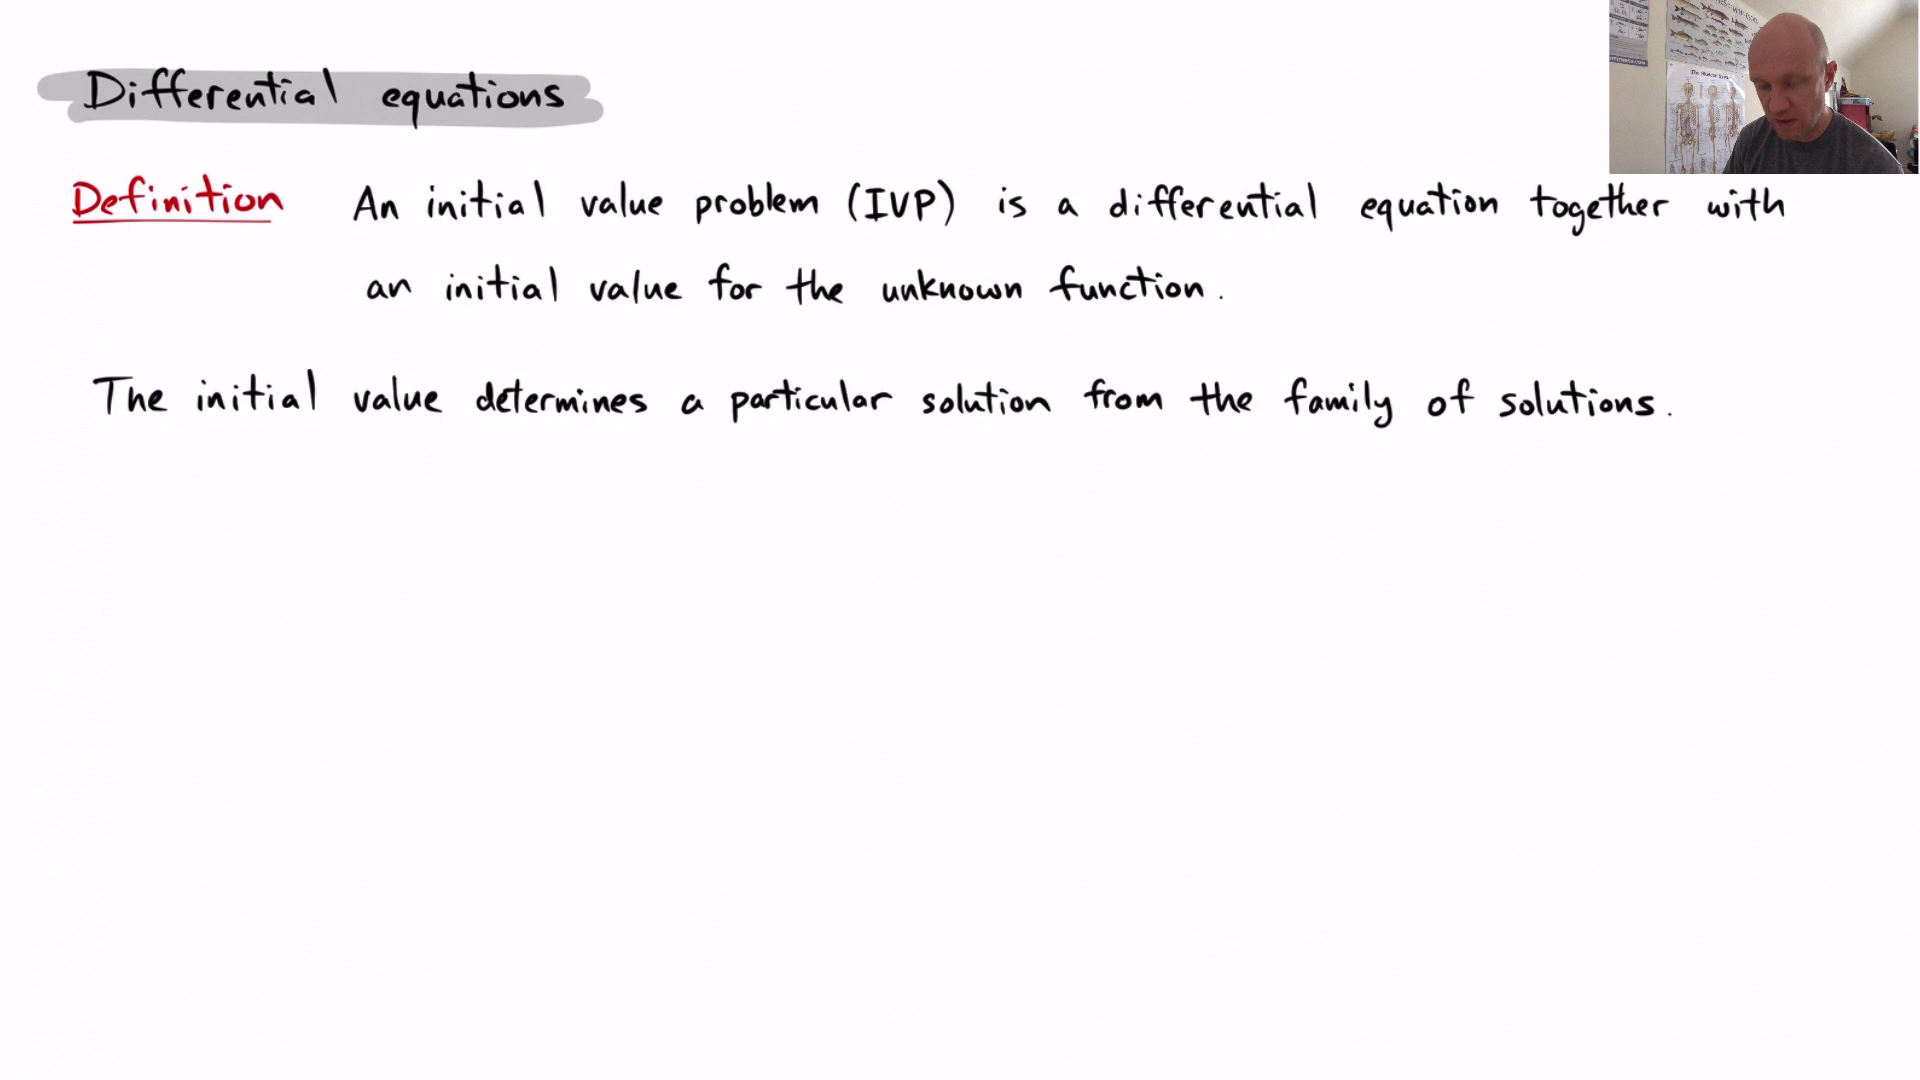 Differential equations
Definition An initial value problem (IVP) is a differential equation together with
an initial value for the unknown function.
The initial value determines a particular solution from the family of solutions.